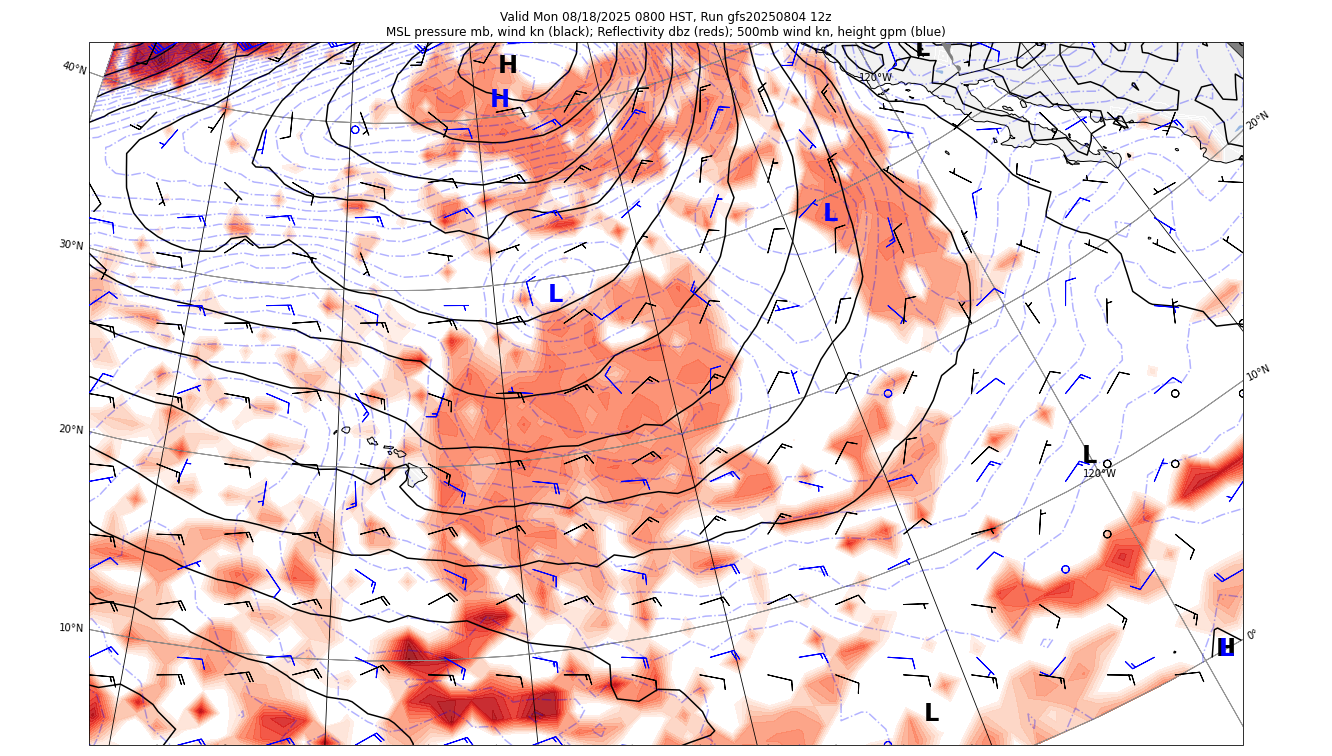 Valid Mon 08/18/2025 0800 HST, Run gfs20250804 12z
MSL pressure mb, wind kn (black); Reflectivity dbz (reds); 500mb wind kn, height gpm (blue)
L
H
40°N
120°W
H
20°N
L
30°N
L
10°N
20°N
L
120°W
10°N
0°
H
L